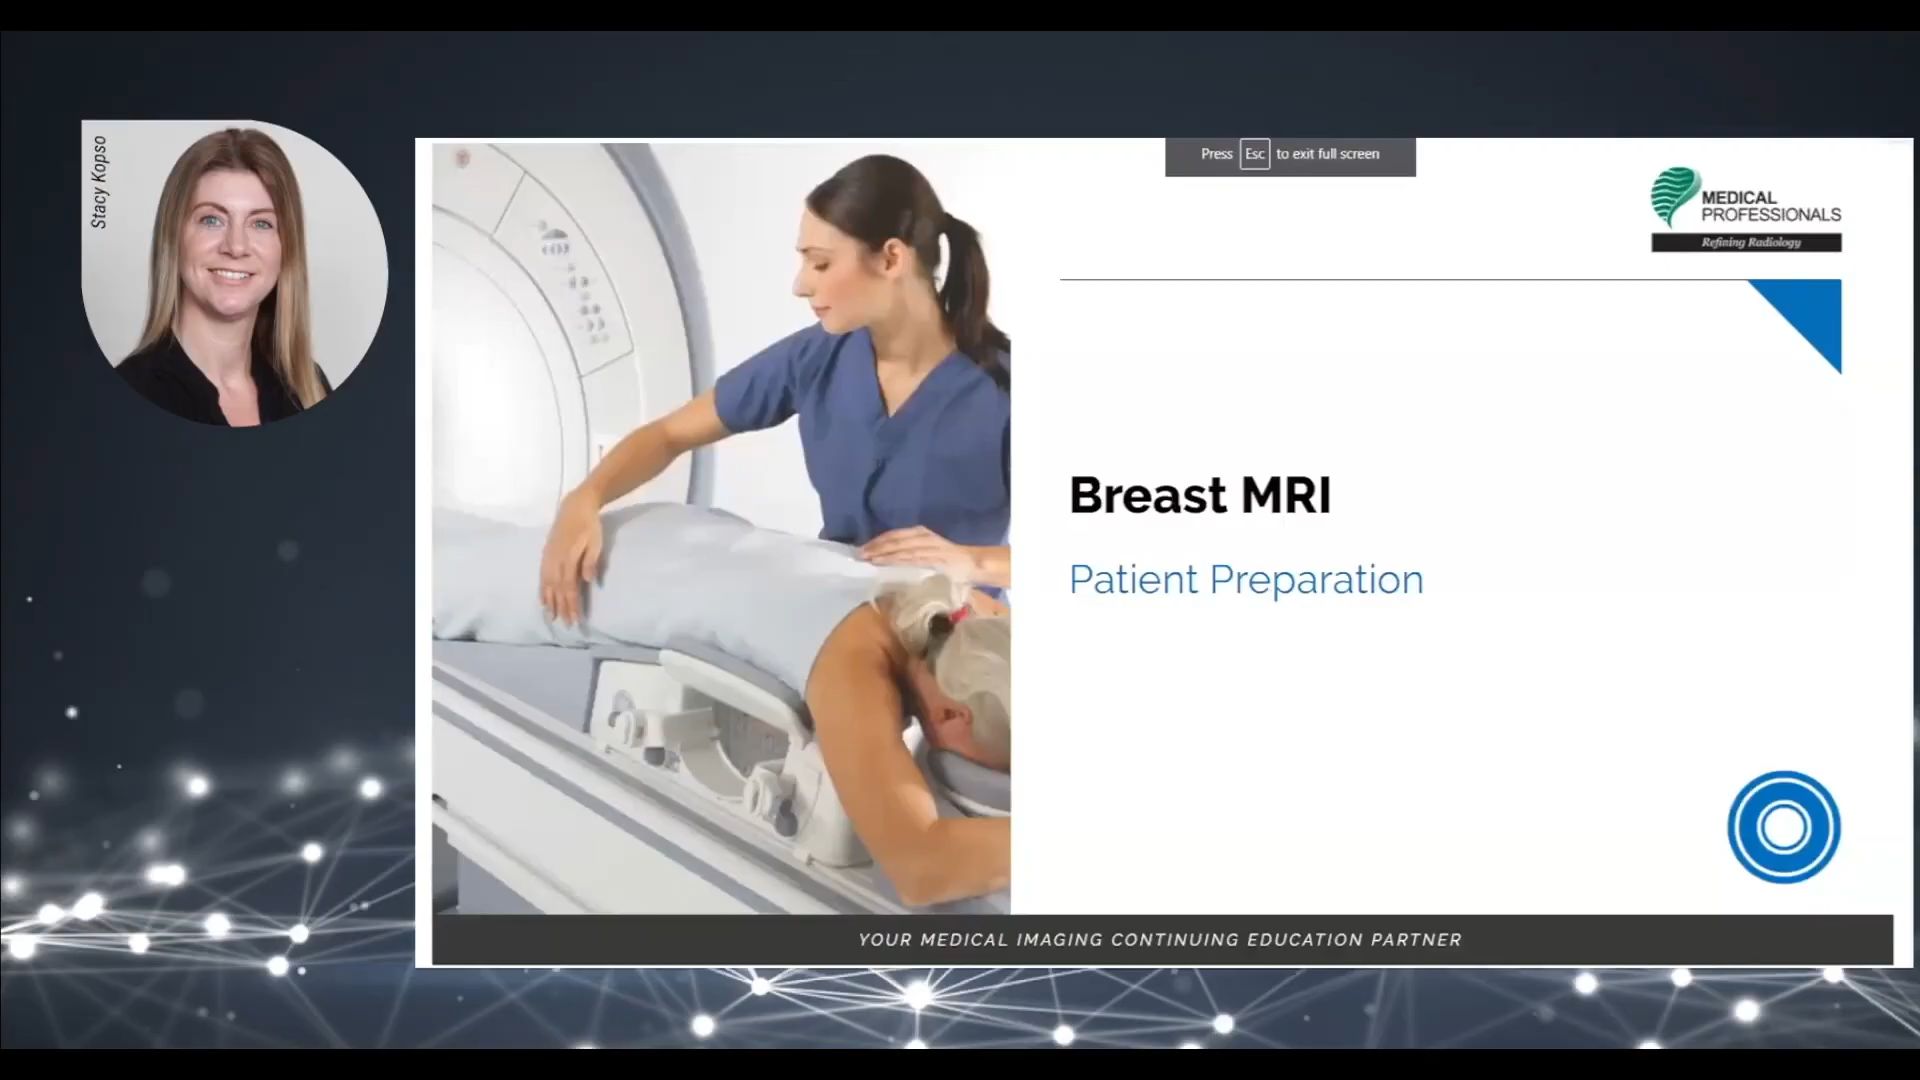 Stacy Kopso
Press Esc to exit full screen
MEDICAL
PROFESSIONALS
Refining Radiology
Breast MRI
Patient Preparation
YOUR MEDICAL IMAGING CONTINUING EDUCATION PARTNER